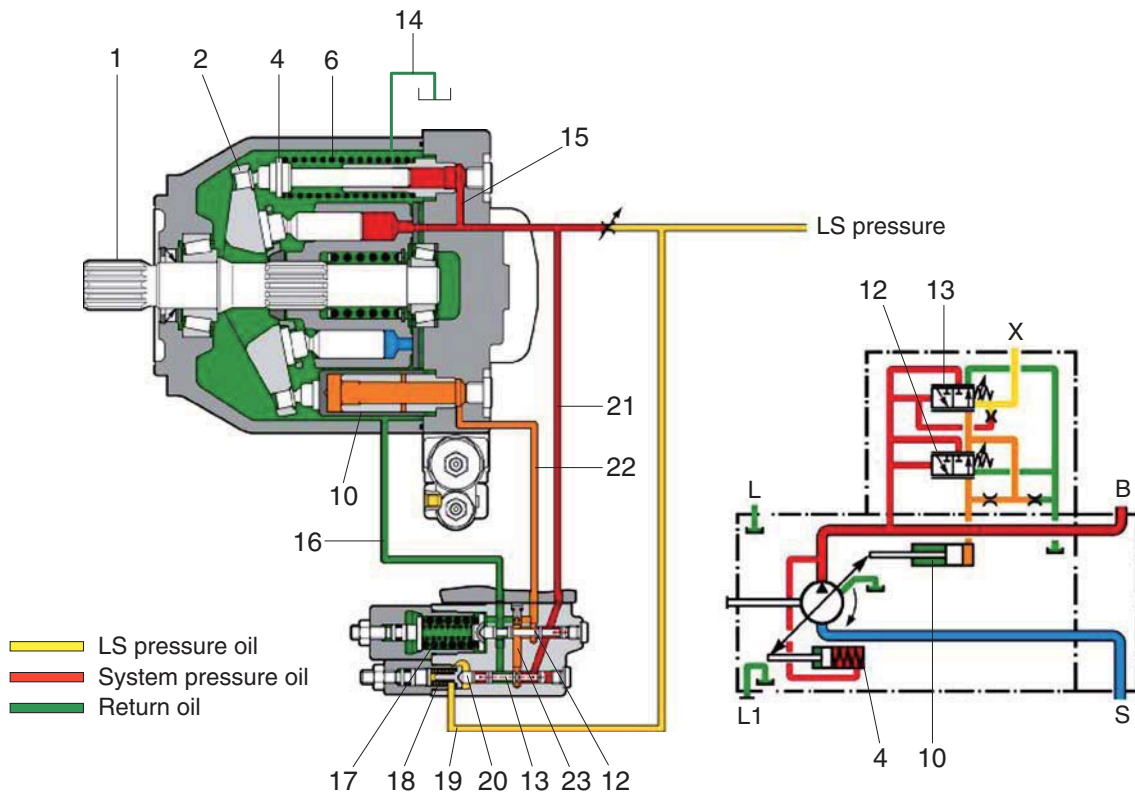 14
1 2 4 6
15
LS pressure
12 13
X
21
10
22
L
B
16
10
LS pressure oil
System pressure oil
Return oil
L1
S
17 18 19 20 13 23 12
4 10